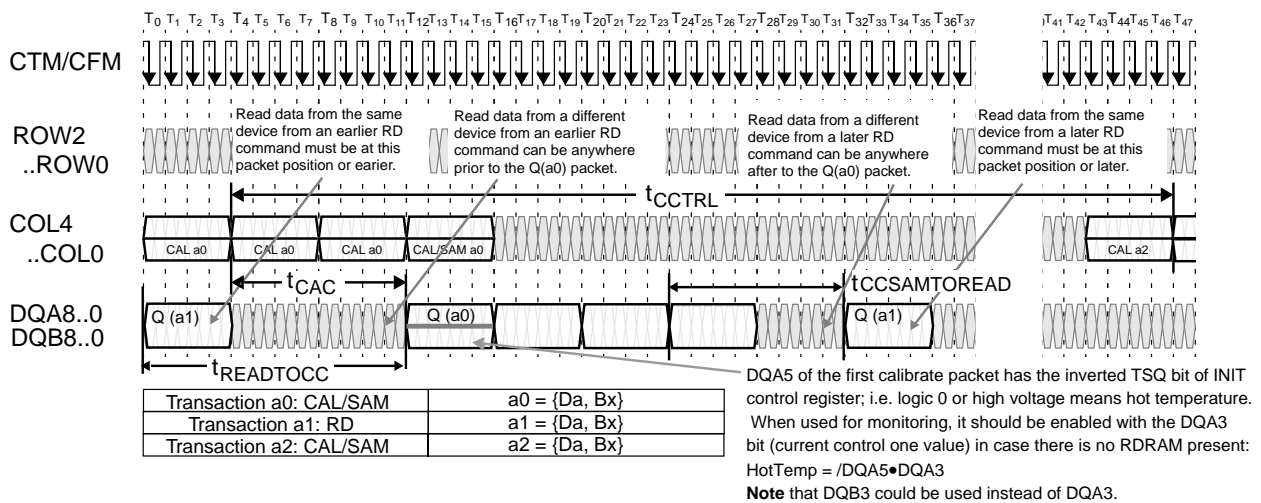 T0 T1 T2 T3 T4 T5 T6 T7 T8 T9 T10 T11 T12 T13 T14 T15 T16 T17 T18 T19 T20 T21 T22 T23 T24 T25 T26 T27 T28 T29 T30 T31 T32 T33 T34 T35 T36 T37 T41 T42 T43 T44 T45 T46 T47
CTM/CFM
ROW2
..ROW0
Read data from the same
device from an earlier RD
command must be at this
packet position or earier.
Read data from a different
device from an earlier RD
command can be anywhere
prior to the Q(a0) packet.
Read data from a different
device from a later RD
command can be anywhere
after to the Q(a0) packet.
Read data from the same
device from a later RD
command must be at this
packet position or later.
tCCTRL
COL4
..COL0
CAL a0
CAL a0
CAL a0
CAL/SAM a0
CAL a2
tCAC
tCCSAMTOREAD
DQA8..0
DQB8..0
Q (a1)
Q (a0)
Q (a1)
tREADTOCC
Transaction a0: CAL/SAM a0 = {Da, Bx}
Transaction a1: RD a1 = {Da, Bx}
Transaction a2: CAL/SAM a2 = {Da, Bx}
DQA5 of the first calibrate packet has the inverted TSQ bit of INIT
control register; i.e. logic 0 or high voltage means hot temperature.
When used for monitoring, it should be enabled with the DQA3
bit (current control one value) in case there is no RDRAM present:
HotTemp = /DQA5•DQA3
Note that DQB3 could be used instead of DQA3.